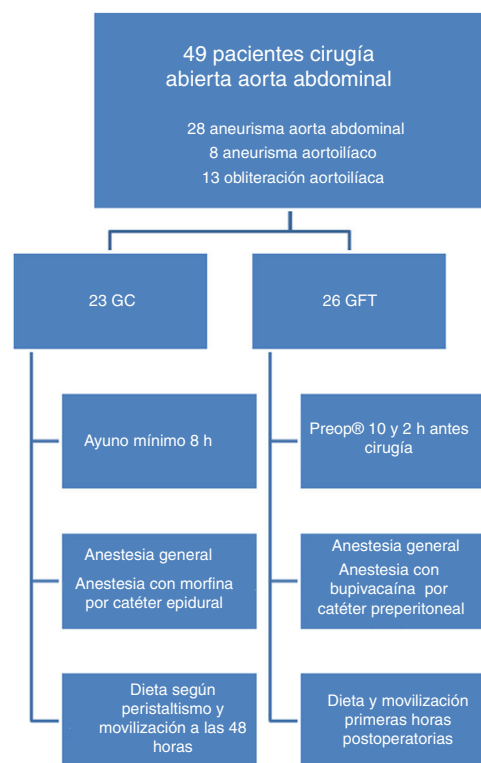 49 pacientes cirugía
abierta aorta abdominal
28 aneurisma aorta abdominal
8 aneurisma aortoilíaco
13 obliteración aortoilíaca
23 GC
26 GFT
Ayuno mínimo 8 h
Preop® 10 y 2 h antes
cirugía
Anestesia general
Anestesia con morfina
por catéter epidural
Anestesia general
Anestesia con
bupivacaína por
catéter preperitoneal
Dieta según
peristaltismo y
movilización a las 48
horas
Dieta y movilización
primeras horas
postoperatorias